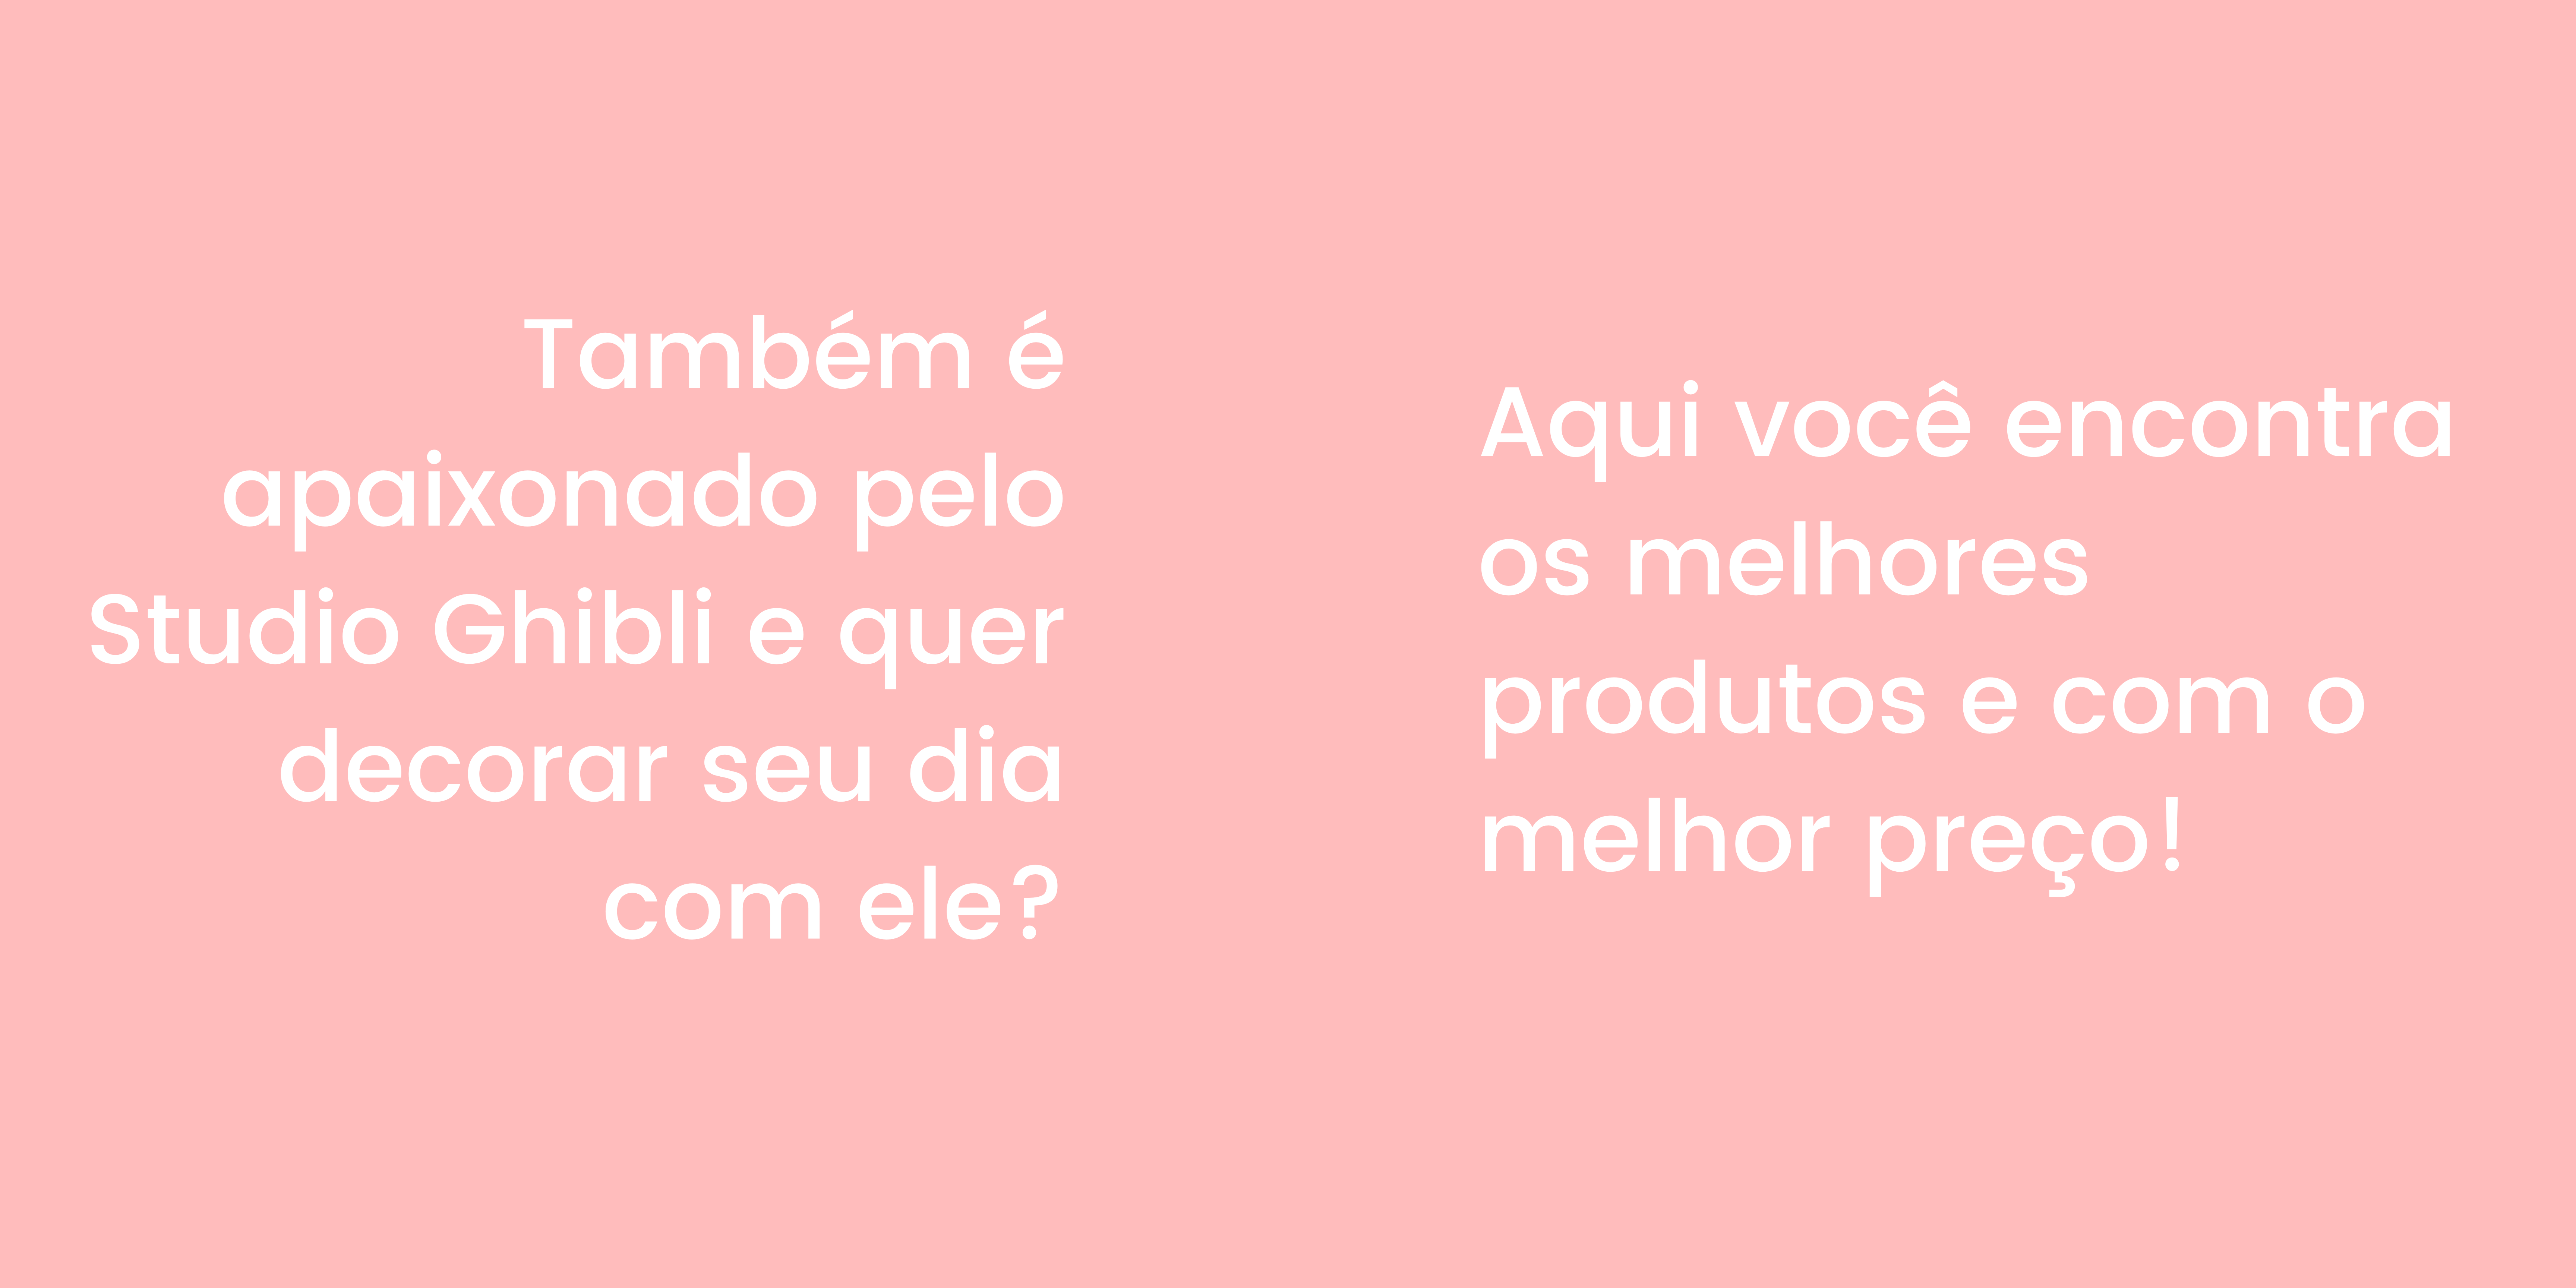 Também é
apaixonado pelo
Studio Ghibli e quer
decorar seu dia
com ele?
Aqui você encontra
os melhores
produtos e com o
melhor preço!